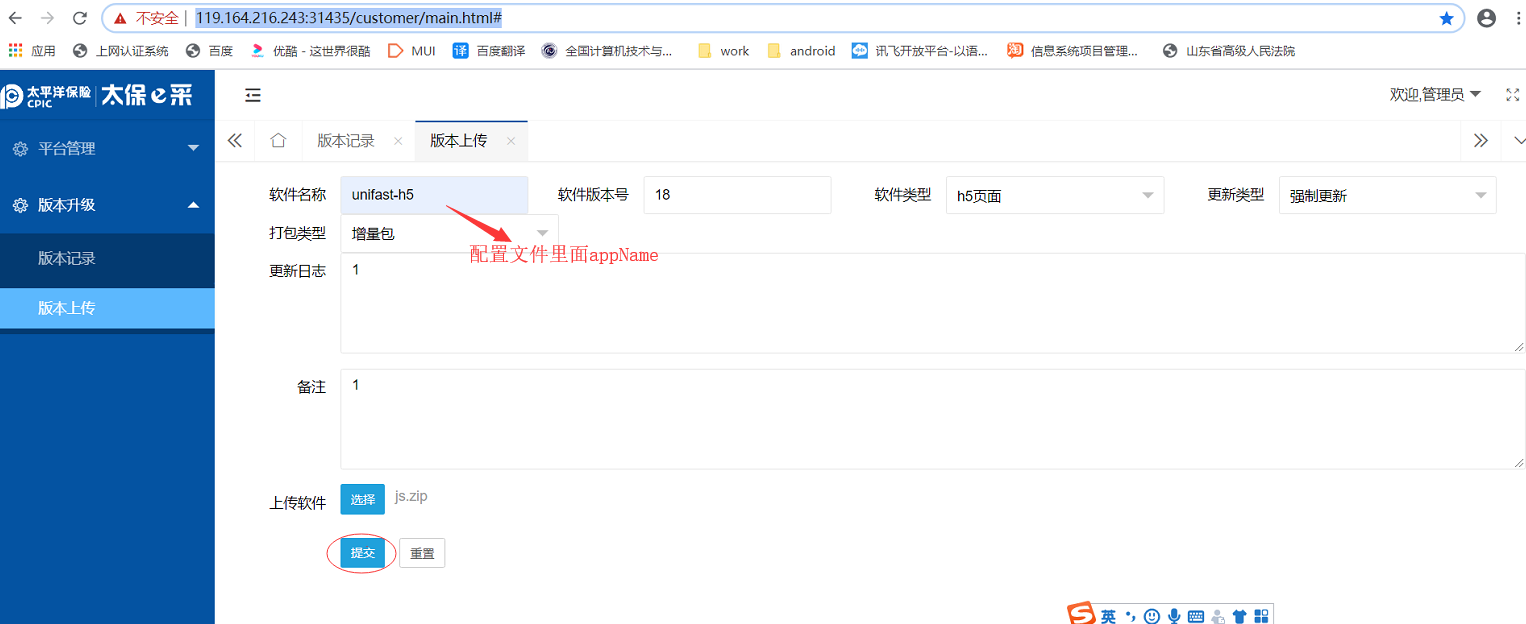 不安全 | 119.164.216.243:31435/customer/main.html#
应用 上网认证系统 百度 优酷 - 这世界很酷 MUI 译 百度翻译 全国计算机技术与... work android 讯飞开放平台-以语... 淘 信息系统项目管理... 山东省高级人民法院
太平洋保险 CPIC 太保e采
欢迎,管理员
平台管理
版本升级
版本记录
版本上传
版本记录 × 版本上传 ×
软件名称 unifast-h5 软件版本号 18 软件类型 h5页面 更新类型 强制更新
打包类型 增量包
配置文件里面appName
更新日志 1
备注 1
上传软件 选择 js.zip
提交 重置
S 英